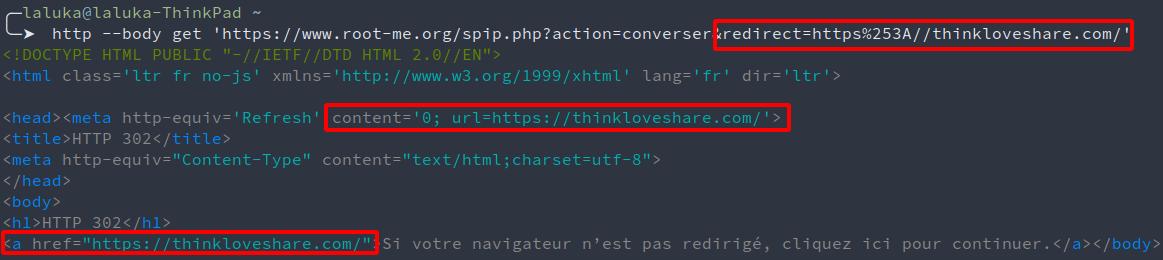 laluka@laluka-ThinkPad ~
http --body get 'https://www.root-me.org/spip.php?action=converser&redirect=https%253A//thinkloveshare.com/'
<!DOCTYPE HTML PUBLIC "-//IETF//DTD HTML 2.0//EN">
<html class='ltr fr no-js' xmlns='http://www.w3.org/1999/xhtml' lang='fr' dir='ltr'>
<head><meta http-equiv='Refresh' content='0; url=https://thinkloveshare.com/'>
<title>HTTP 302</title>
<meta http-equiv="Content-Type" content="text/html;charset=utf-8">
</head>
<body>
<h1>HTTP 302</h1>
<a href="https://thinkloveshare.com/">Si votre navigateur n’est pas redirigé, cliquez ici pour continuer.</a></body>